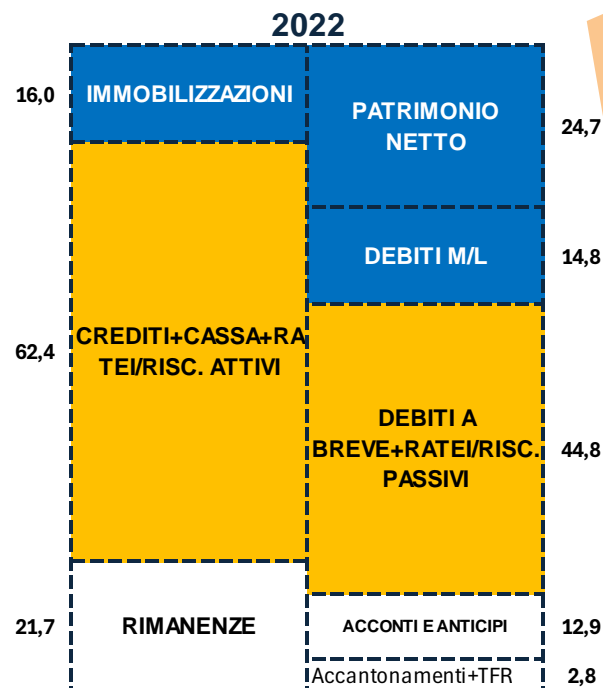 2022
16,0
IMMOBILIZZAZIONI
PATRIMONIO
NETTO
24,7
DEBITI M/L
14,8
62,4
CREDITI+CASSA+RA
TEI/RISC. ATTIVI
DEBITI A
BREVE+RATEI/RISC.
PASSIVI
44,8
21,7
RIMANENZE
ACCONTI E ANTICIPI
12,9
Accantonamenti+TFR
2,8